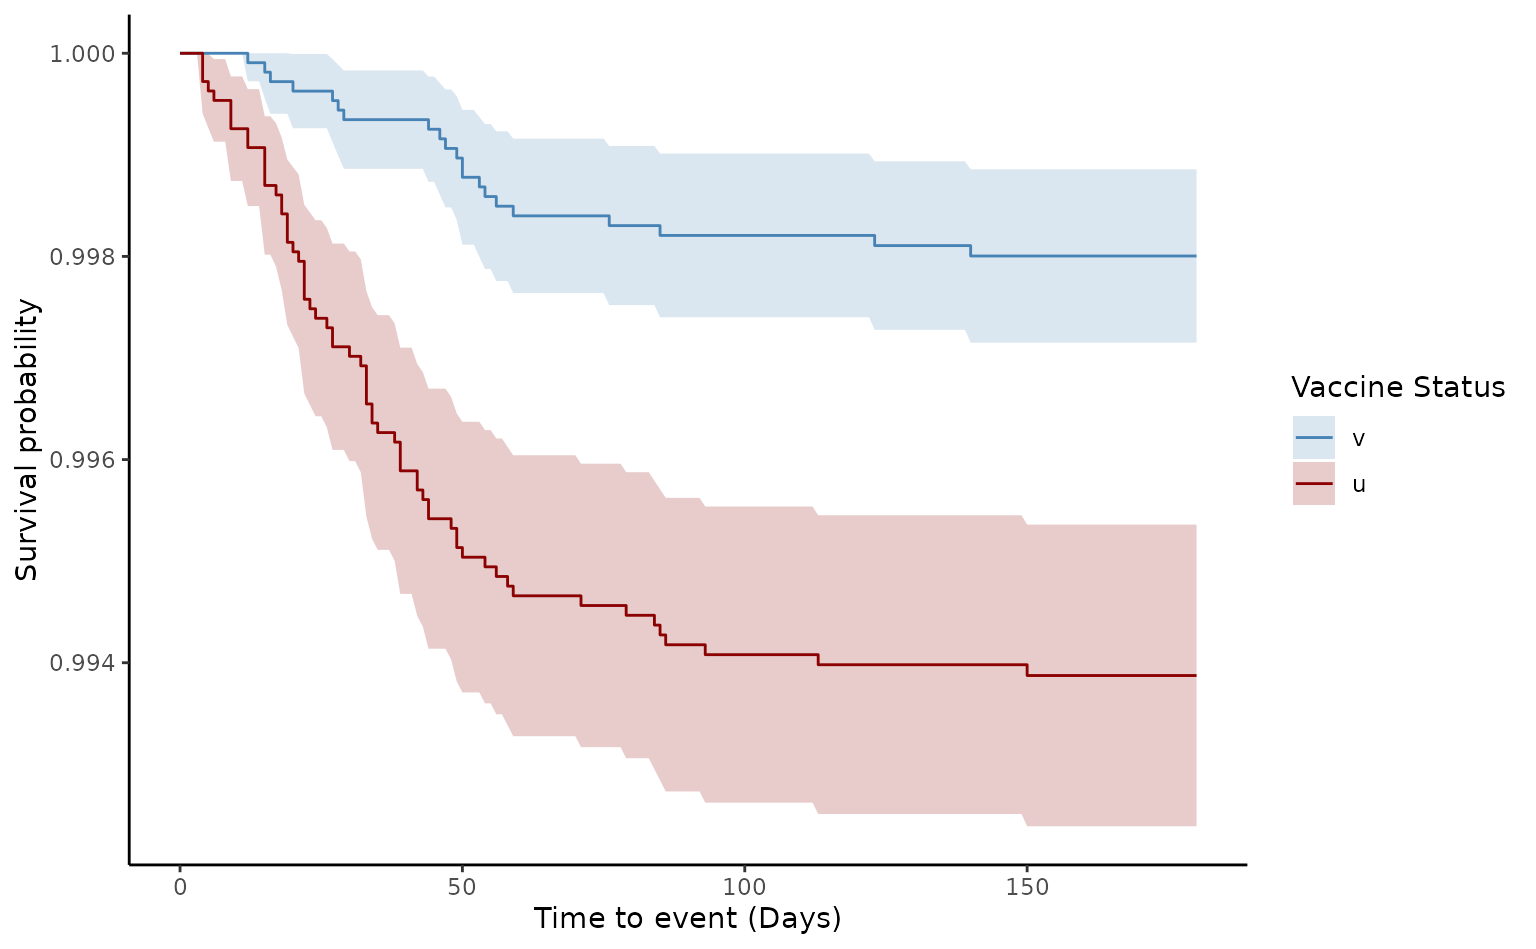 1.000
0.998
0.996
0.994
Survival probability
0
50
100
150
Time to event (Days)
Vaccine Status
v
u